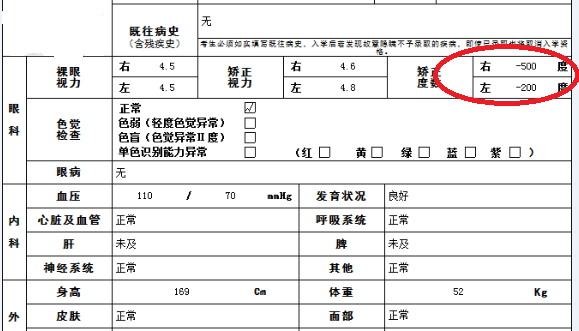 既往病史 无
(含残疾史) 考生必须如实填写既往病史，入学后若发现故意隐瞒不予录取的疾病，即使已录取也将取消入学资格。
眼科
裸眼视力 右 4.5 矫正视力 右 4.6 矫正度数 右 -500 度
左 4.5 左 4.8 左 -200 度
色觉检查 正常 ☑
色弱（轻度色觉异常） □
色盲（色觉异常Ⅱ度） □
单色识别能力异常 □ （红 □ 黄 □ 绿 □ 蓝 □ 紫 □ ）
眼病 无
内科
血压 110 / 70 mmHg 发育状况 良好
心脏及血管 正常 呼吸系统 正常
肝 未及 脾 未及
神经系统 正常 其他 正常
外
身高 169 Cm 体重 52 Kg
皮肤 正常 面部 正常